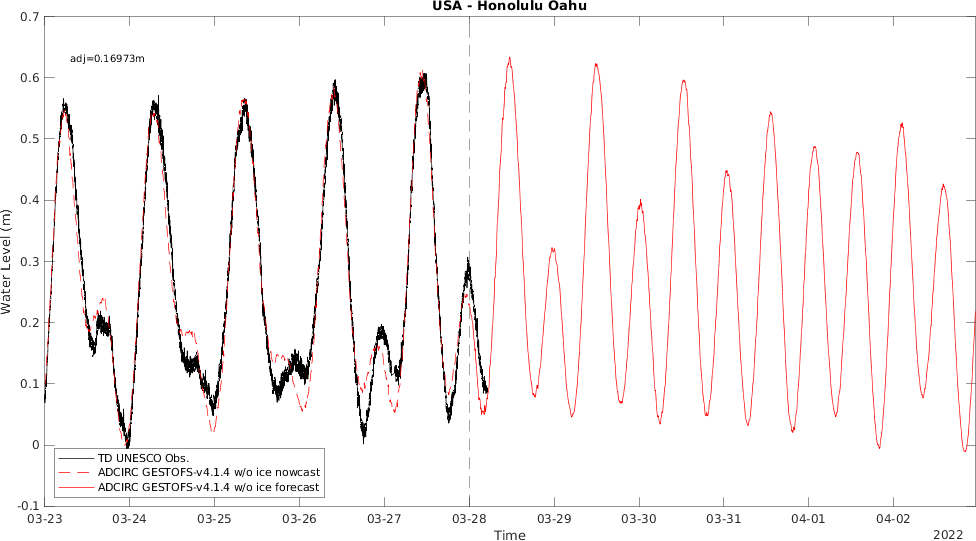 USA - Honolulu Oahu
adj=0.16973m
Water Level (m)
0.7
0.6
0.5
0.4
0.3
0.2
0.1
0
-0.1
TD UNESCO Obs.
ADCIRC GESTOFS-v4.1.4 w/o ice nowcast
ADCIRC GESTOFS-v4.1.4 w/o ice forecast
03-23 03-24 03-25 03-26 03-27 03-28 03-29 03-30 03-31 04-01 04-02
Time
2022